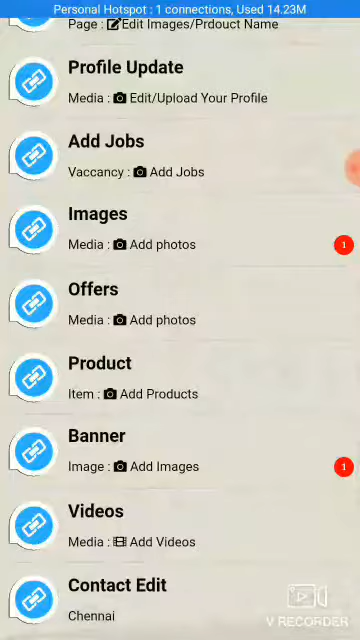 Personal Hotspot : 1 connections, Used 14.23M
Page : Edit Images/Prdouct Name
Profile Update
Media : Edit/Upload Your Profile
Add Jobs
Vaccancy : Add Jobs
Images
Media : Add photos
1
Offers
Media : Add photos
Product
Item : Add Products
Banner
Image : Add Images
1
Videos
Media : Add Videos
Contact Edit
Chennai
V RECORDER